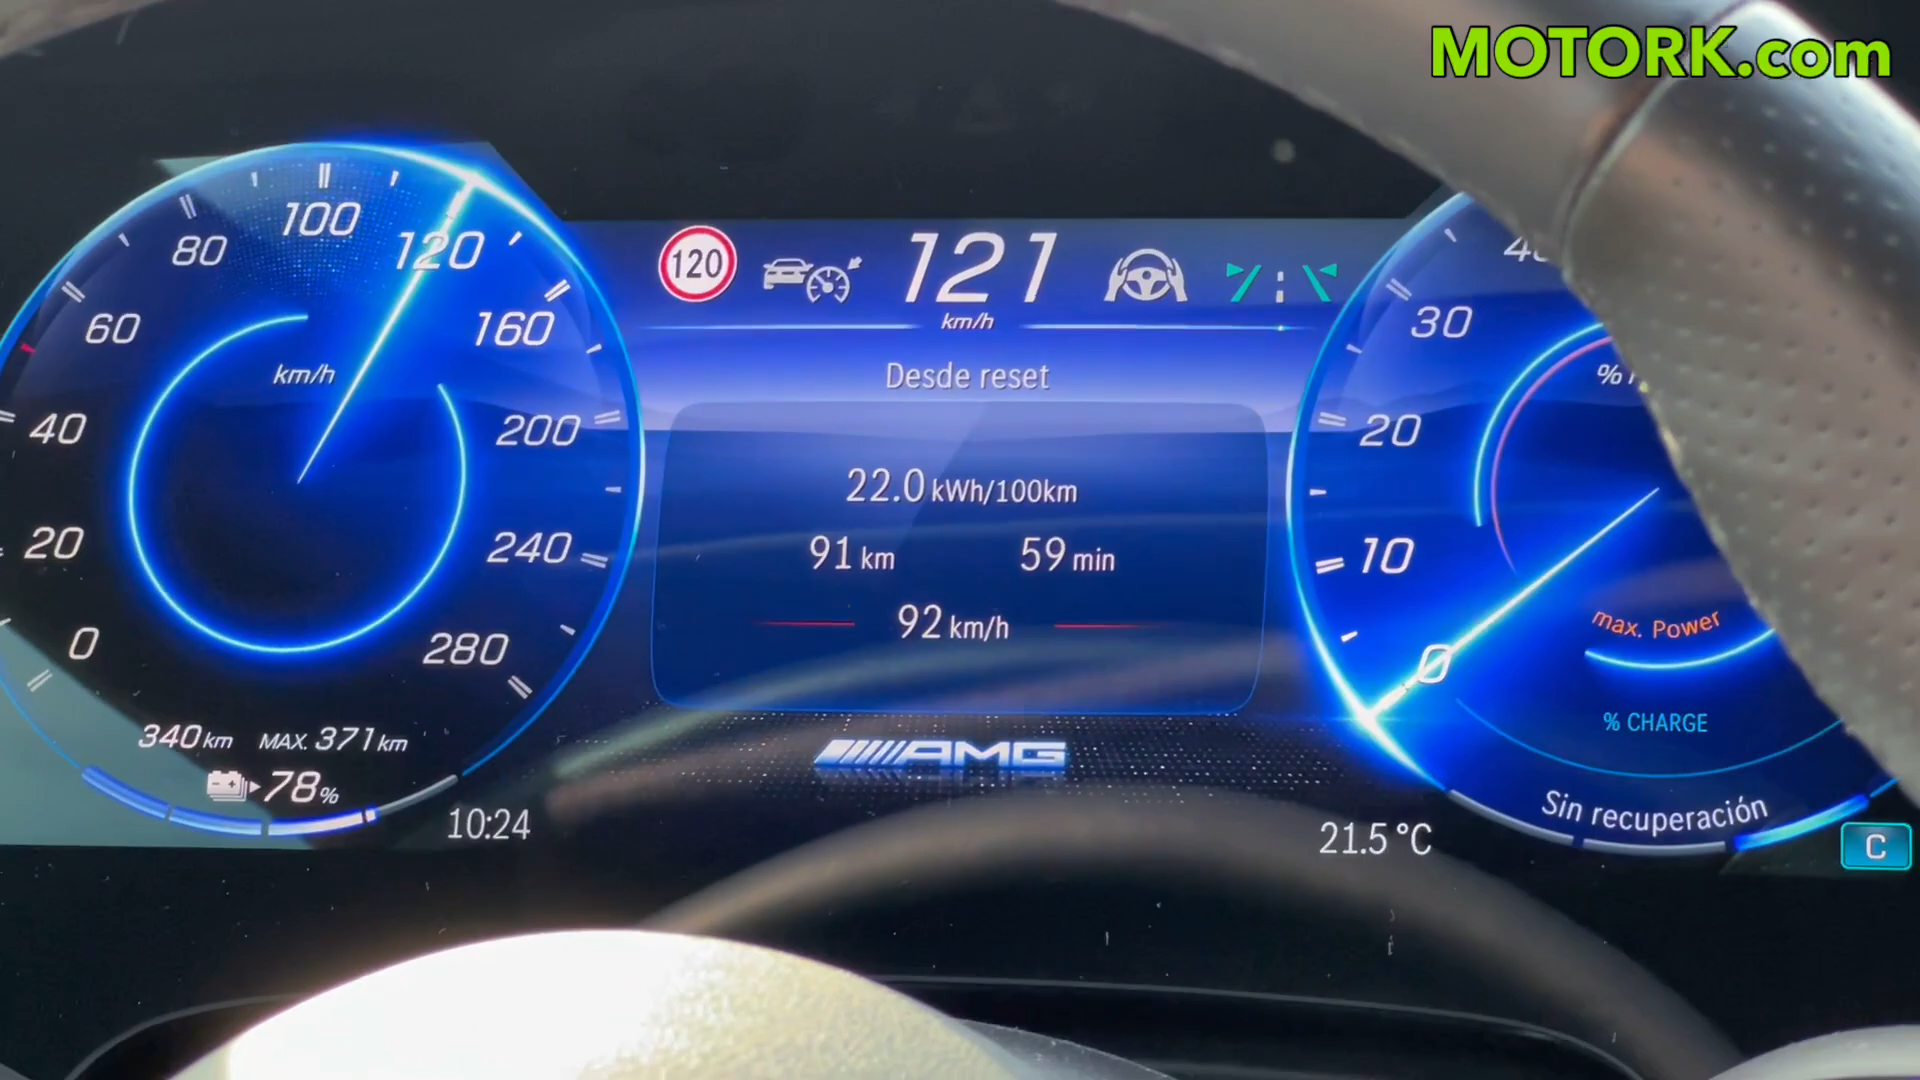 MOTORK.com
0
20
40
60
80
100
120
160
200
240
280
km/h
340 km MAX. 371 km
78%
10:24
120
121
km/h
Desde reset
22.0 kWh/100km
91 km 59 min
92 km/h
AMG
21.5 °C
30
20
10
0
max. Power
% CHARGE
Sin recuperación
C